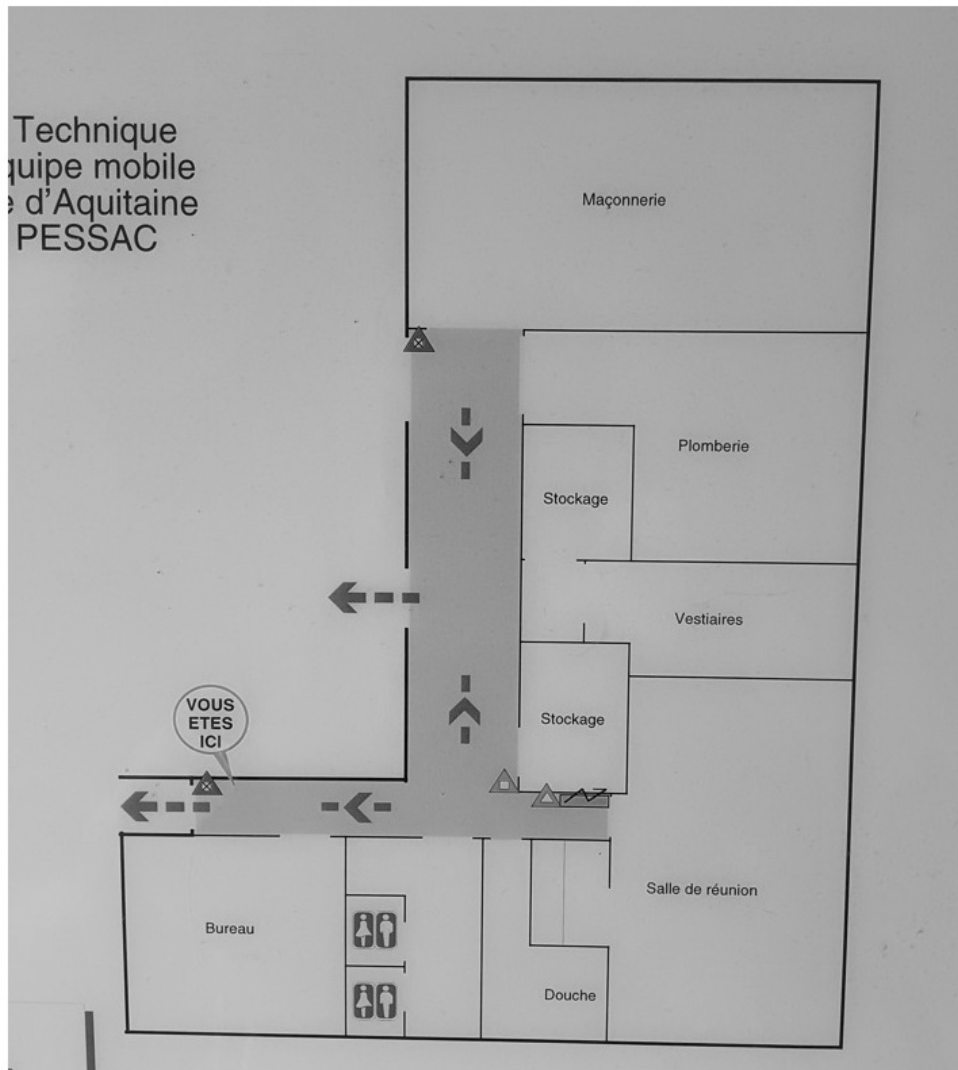 Technique
quipe mobile
e d'Aquitaine
PESSAC
Maçonnerie
Plomberie
Stockage
Vestiaires
VOUS
ETES
ICI
Stockage
Salle de réunion
Bureau
Douche